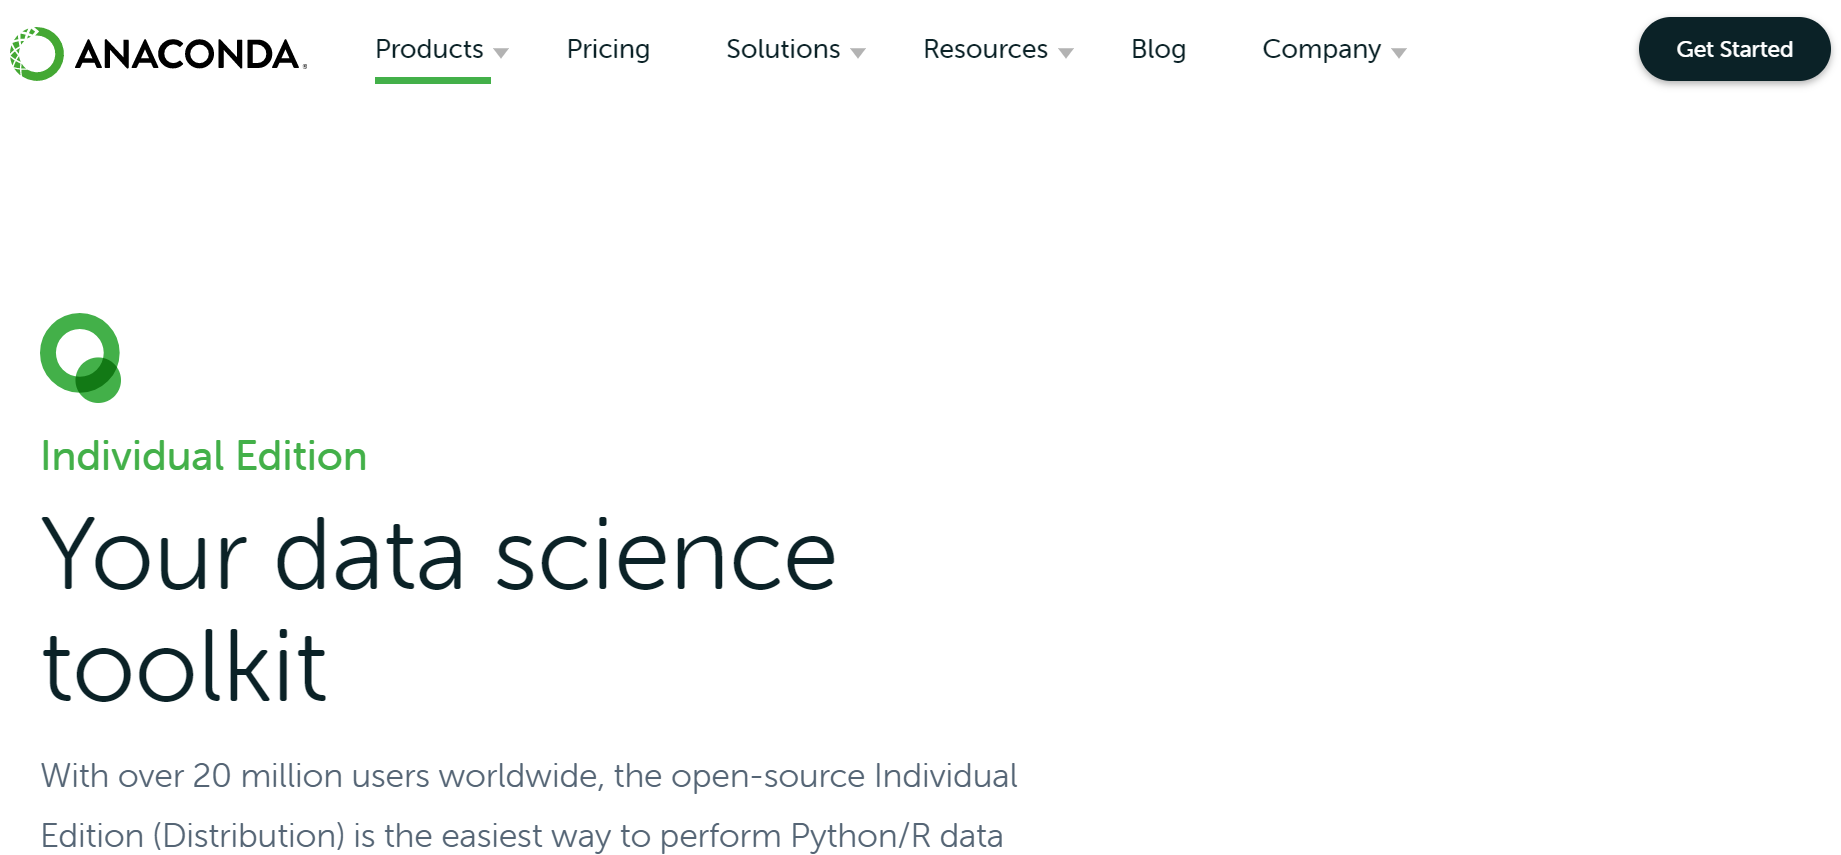 ANACONDA.
Products Pricing Solutions Resources Blog Company Get Started
Individual Edition
Your data science
toolkit
With over 20 million users worldwide, the open-source Individual
Edition (Distribution) is the easiest way to perform Python/R data